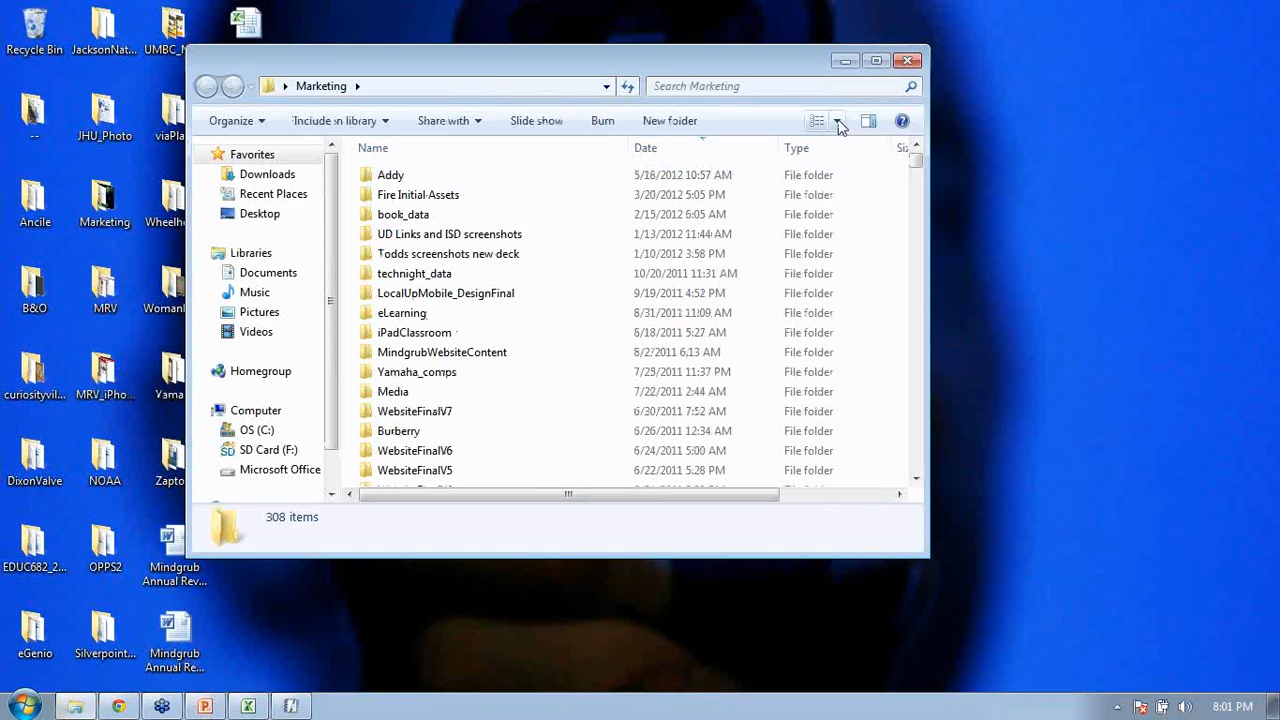 Recycle Bin
JacksonNat...
--
JHU_Photo
viaPla
Ancile
Marketing
B&O
MRV
curiosityvil...
MRV_iPho...
DixonValve
NOAA
EDUC682_2...
OPPS2
Mindgrub
Annual Rev...
eGenio
Silverpoint...
Mindgrub
Annual Re...
Marketing
Search Marketing
Organize
Include in library
Share with
Slide show
Burn
New folder
Favorites
Downloads
Recent Places
Desktop
Libraries
Documents
Music
Pictures
Videos
Homegroup
Computer
OS (C:)
SD Card (F:)
Microsoft Office
Name Date Type
Addy 5/16/2012 10:57 AM File folder
Fire Initial Assets 3/20/2012 5:05 PM File folder
book_data 2/15/2012 6:05 AM File folder
UD Links and ISD screenshots 1/13/2012 11:44 AM File folder
Todds screenshots new deck 1/10/2012 3:58 PM File folder
technight_data 10/20/2011 11:31 AM File folder
LocalUpMobile_DesignFinal 9/19/2011 4:52 PM File folder
eLearning 8/31/2011 11:09 AM File folder
iPadClassroom 8/18/2011 5:27 AM File folder
MindgrubWebsiteContent 8/2/2011 6:13 AM File folder
Yamaha_comps 7/25/2011 11:37 PM File folder
Media 7/22/2011 2:44 AM File folder
WebsiteFinalV7 6/30/2011 7:52 AM File folder
Burberry 6/26/2011 12:34 AM File folder
WebsiteFinalV6 6/24/2011 5:00 AM File folder
WebsiteFinalV5 6/22/2011 5:28 PM File folder
308 items
8:01 PM